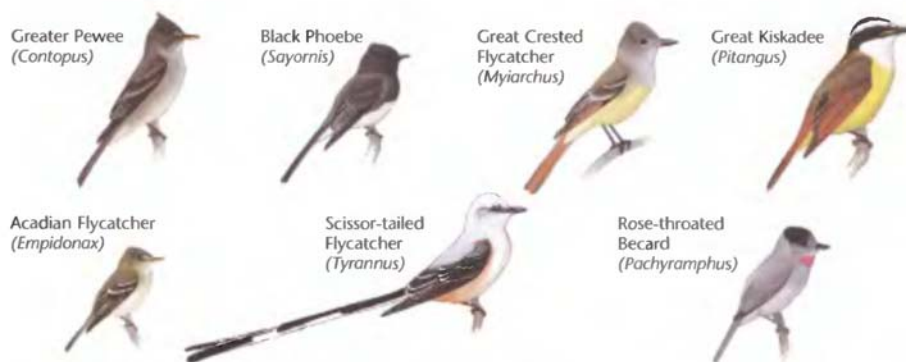 Greater Pewee
(Contopus)
Black Phoebe
(Sayornis)
Great Crested
Flycatcher
(Myiarchus)
Great Kiskadee
(Pitangus)
Acadian Flycatcher
(Empidonax)
Scissor-tailed
Flycatcher
(Tyrannus)
Rose-throated
Becard
(Pachyramphus)